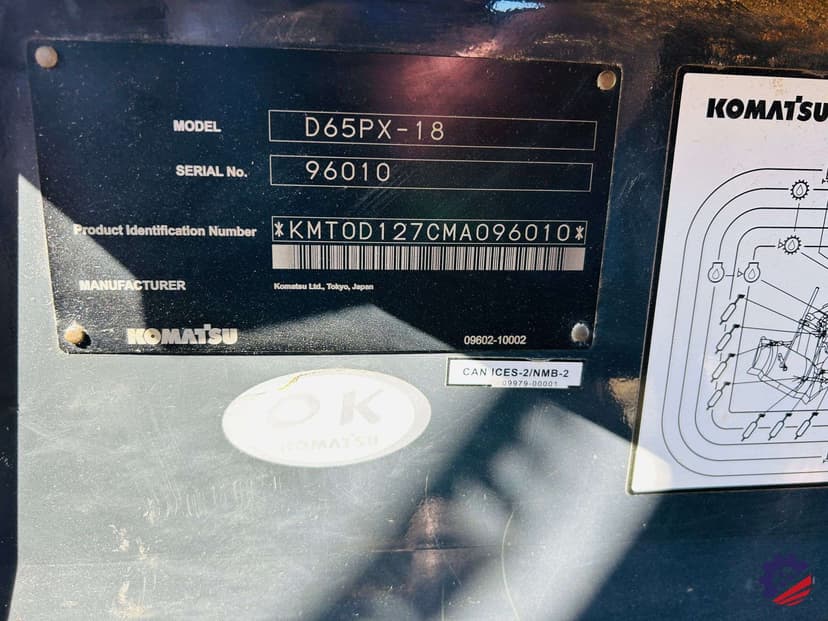 MODEL D65PX-18
SERIAL No. 96010
Product Identification Number *KMT0D127CMA096010*
MANUFACTURER Komatsu Ltd., Tokyo, Japan
KOMATSU 09602-10002
CAN ICES-2/NMB-2
09979-00001
OK
KOMATSU
KOMATSU